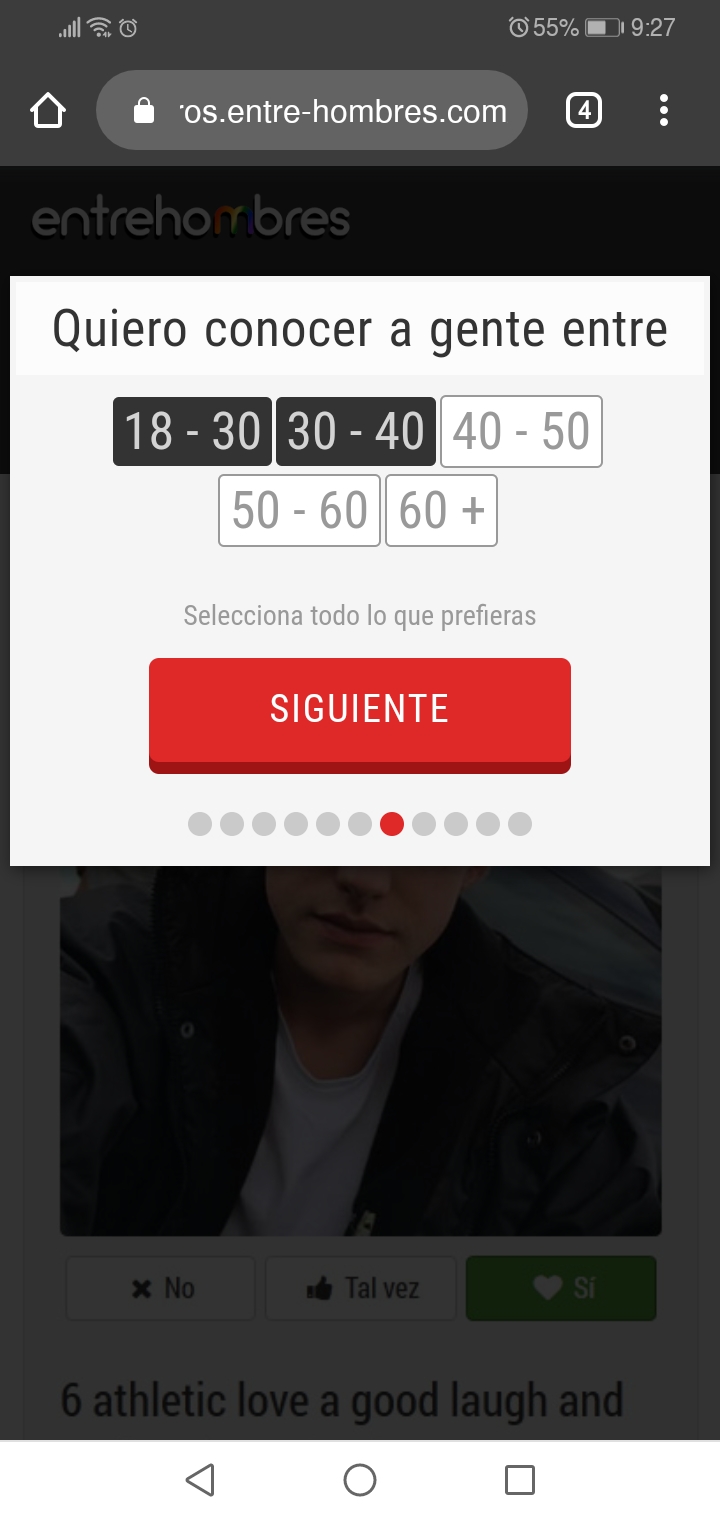 55% 9:27
ros.entre-hombres.com
4
entrehombres
Quiero conocer a gente entre
18 - 30 30 - 40 40 - 50
50 - 60 60 +
Selecciona todo lo que prefieras
SIGUIENTE
No Tal vez Sí
6 athletic love a good laugh and